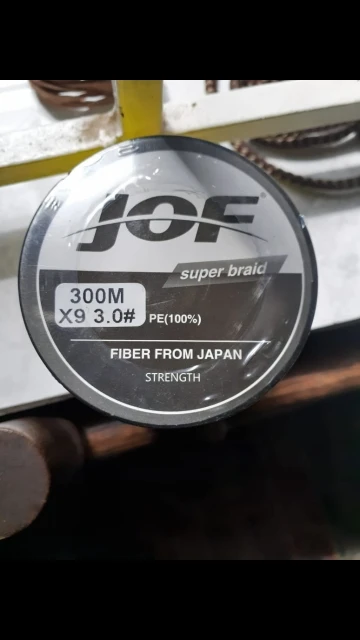 JOF®
super braid
300M
X9 3.0# PE(100%)
FIBER FROM JAPAN
STRENGTH